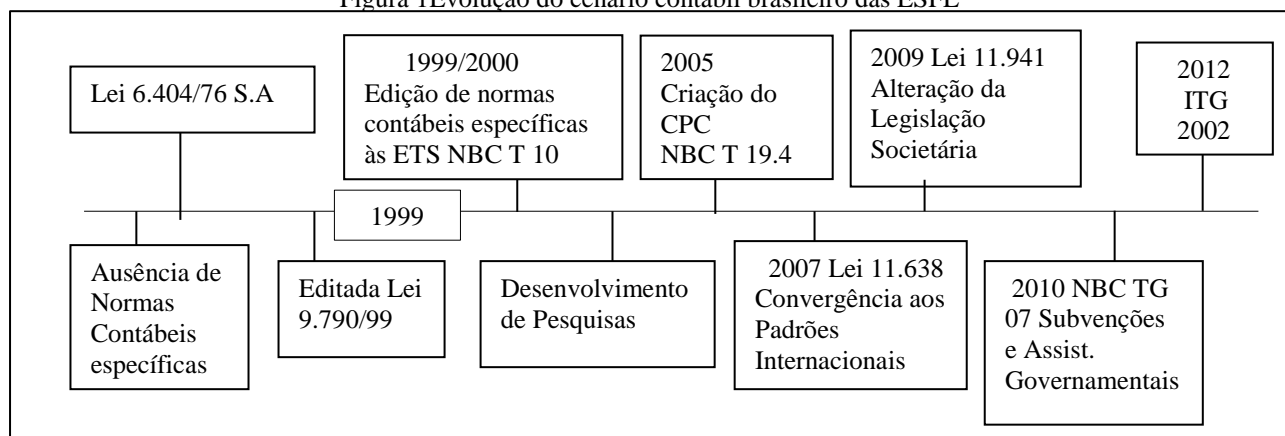 Figura 1Evolução do cenário contábil brasileiro das ESFL
Lei 6.404/76 S.A
1999/2000
Edição de normas
contábeis específicas
às ETS NBC T 10
2005
Criação do
CPC
NBC T 19.4
2009 Lei 11.941
Alteração da
Legislação
Societária
2012
ITG
2002
1999
Ausência de
Normas
Contábeis
específicas
Editada Lei
9.790/99
Desenvolvimento
de Pesquisas
2007 Lei 11.638
Convergência aos
Padrões
Internacionais
2010 NBC TG
07 Subvenções
e Assist.
Governamentais